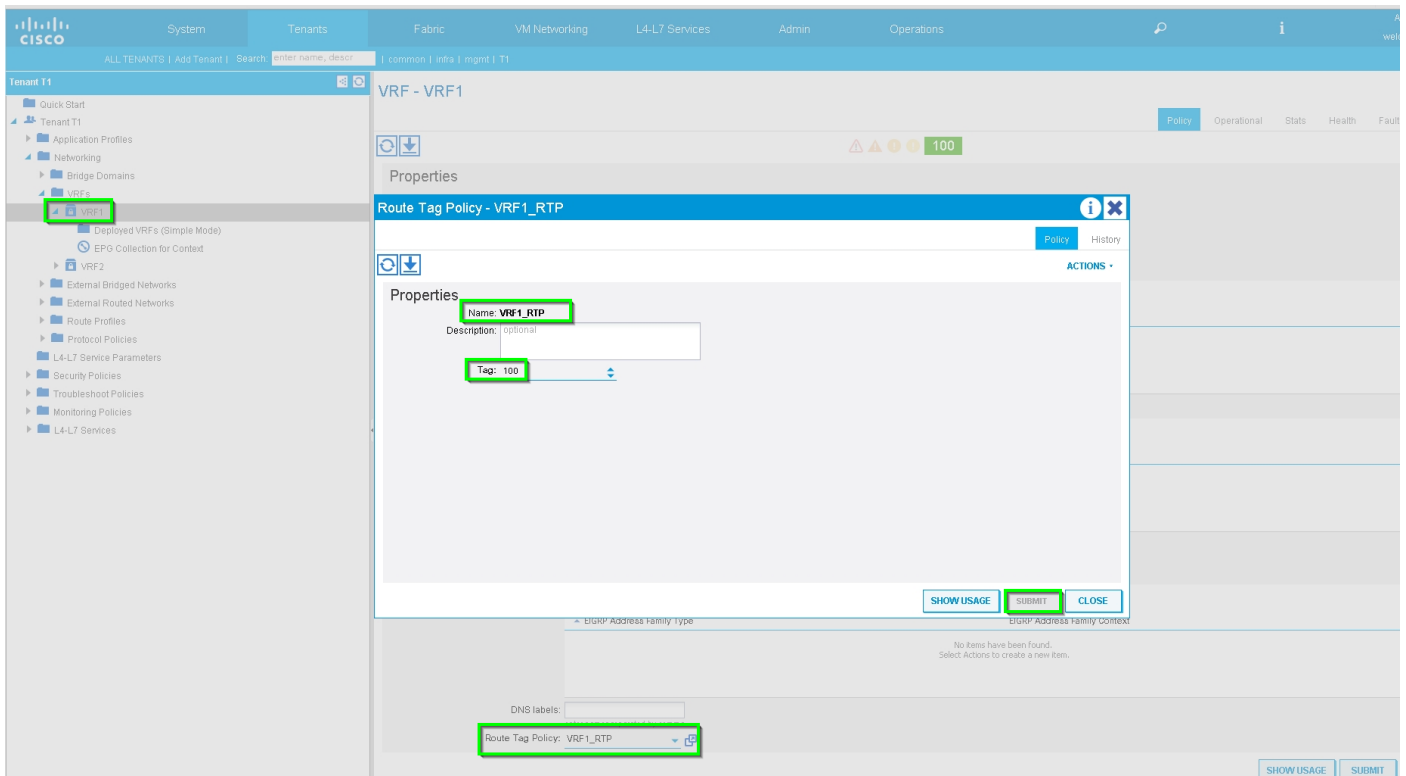 CISCO
System
Tenants
Fabric
VM Networking
L4-L7 Services
Admin
Operations
i
ALL TENANTS | Add Tenant | Search: enter name, descr | common | infra | mgmt | T1
Tenant T1
Quick Start
Tenant T1
Application Profiles
Networking
Bridge Domains
VRFs
VRF1
Deployed VRFs (Simple Mode)
EPG Collection for Context
VRF2
External Bridged Networks
External Routed Networks
Route Profiles
Protocol Policies
L4-L7 Service Parameters
Security Policies
Troubleshoot Policies
Monitoring Policies
L4-L7 Services
VRF - VRF1
Policy
Operational
Stats
Health
Fault
100
Properties
Route Tag Policy - VRF1_RTP
i
Policy
History
ACTIONS
Properties
Name: VRF1_RTP
Description: optional
Tag: 100
SHOW USAGE
SUBMIT
CLOSE
EIGRP Address Family Type
EIGRP Address Family Context
No items have been found.
Select Actions to create a new item.
DNS labels:
Route Tag Policy: VRF1_RTP
SHOW USAGE
SUBMIT